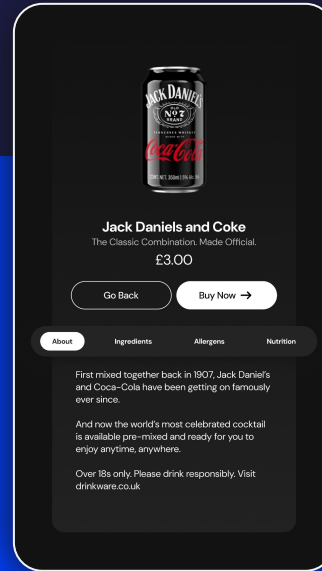 JACK DANIEL'S
OLD
Nº 7
BRAND
TENNESSEE WHISKEY
Coca-Cola
Jack Daniels and Coke
The Classic Combination. Made Official.
£3.00
Go Back
Buy Now →
About Ingredients Allergens Nutrition
First mixed together back in 1907, Jack Daniel's
and Coca-Cola have been getting on famously
ever since.
And now the world's most celebrated cocktail
is available pre-mixed and ready for you to
enjoy anytime, anywhere.
Over 18s only. Please drink responsibly. Visit
drinkware.co.uk